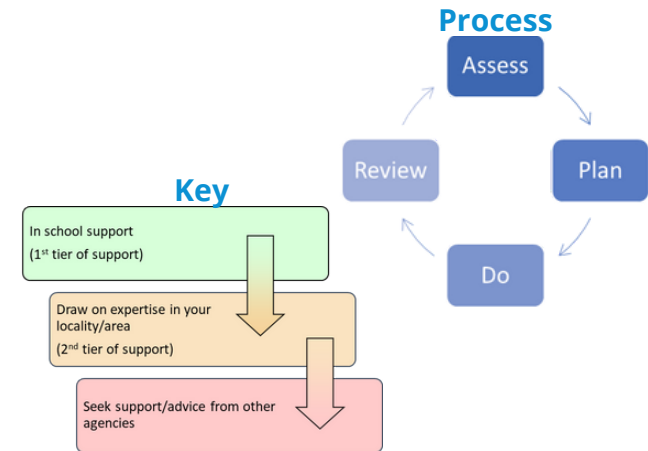 Process
Assess
Review
Plan
Do
Key
In school support
(1st tier of support)
Draw on expertise in your
locality/area
(2nd tier of support)
Seek support/advice from other
agencies